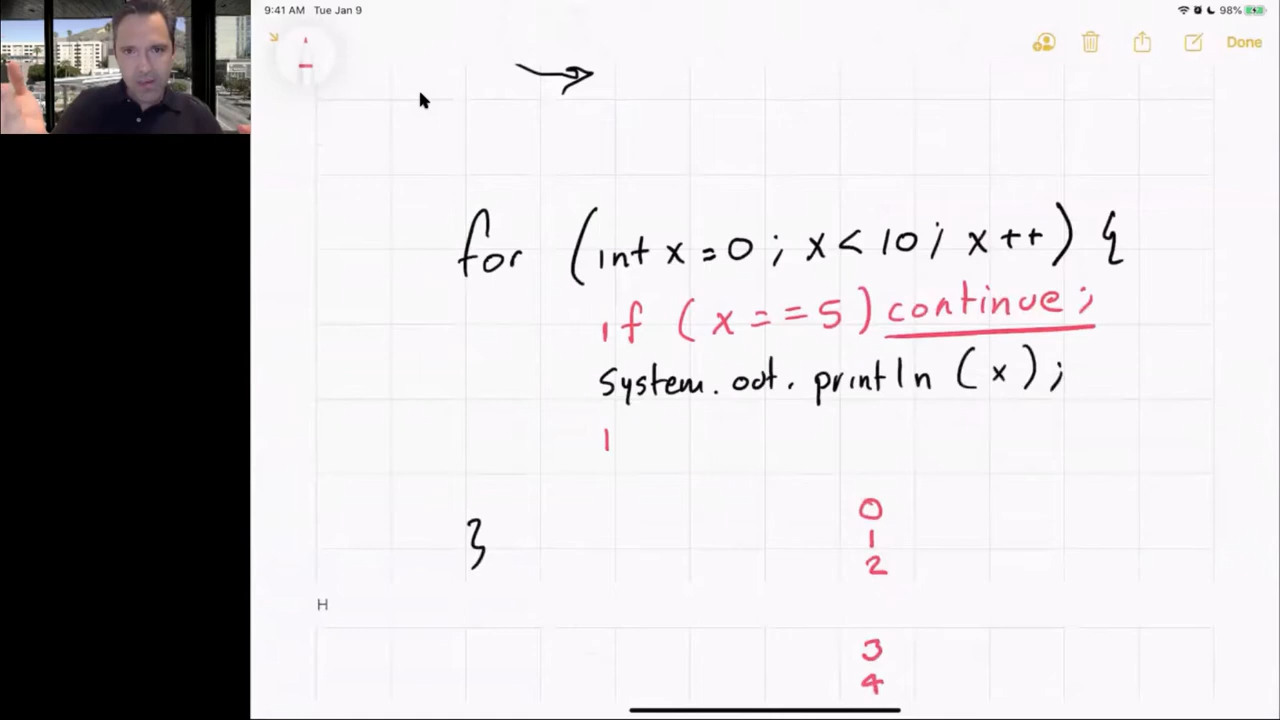 9:41 AM Tue Jan 9
98%
Done
for (int x = 0; x < 10; x++) {
if (x == 5) continue;
System.out.println (x);
1
0
1
2
}
H
3
4